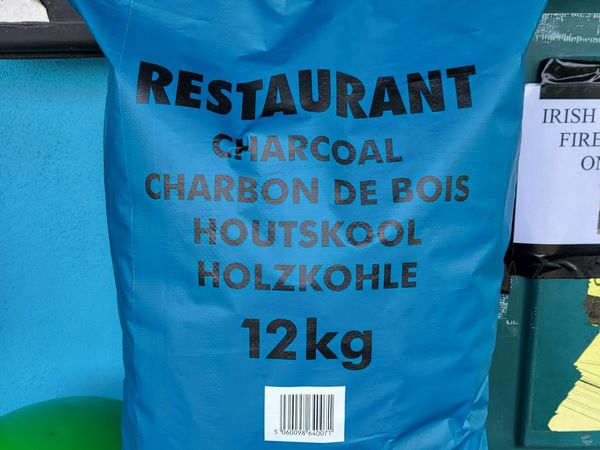 RESTAURANT
CHARCOAL
CHARBON DE BOIS
HOUTSKOOL
HOLZKOHLE
12kg
5 060098 640071
IRISH
FIRE